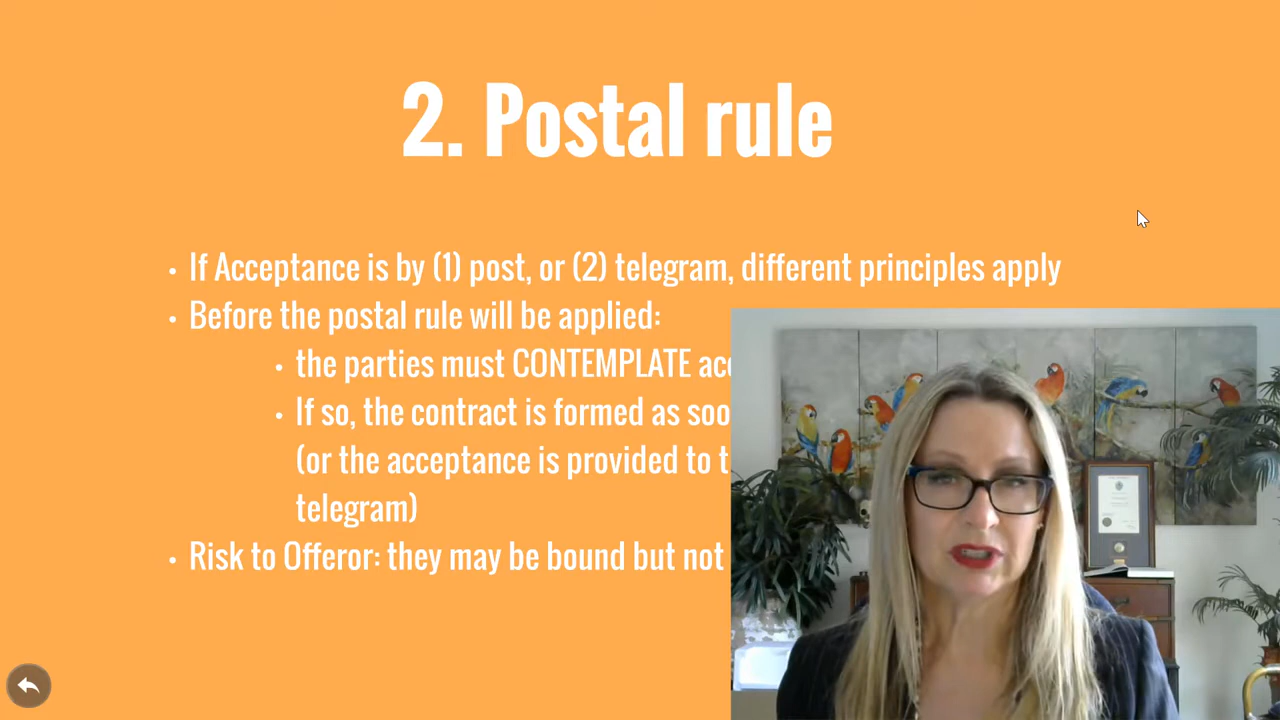 2. Postal rule
If Acceptance is by (1) post, or (2) telegram, different principles apply
Before the postal rule will be applied:
the parties must CONTEMPLATE
If so, the contract is formed as
(or the acceptance is provided to
telegram)
Risk to Offeror: they may be bound but not